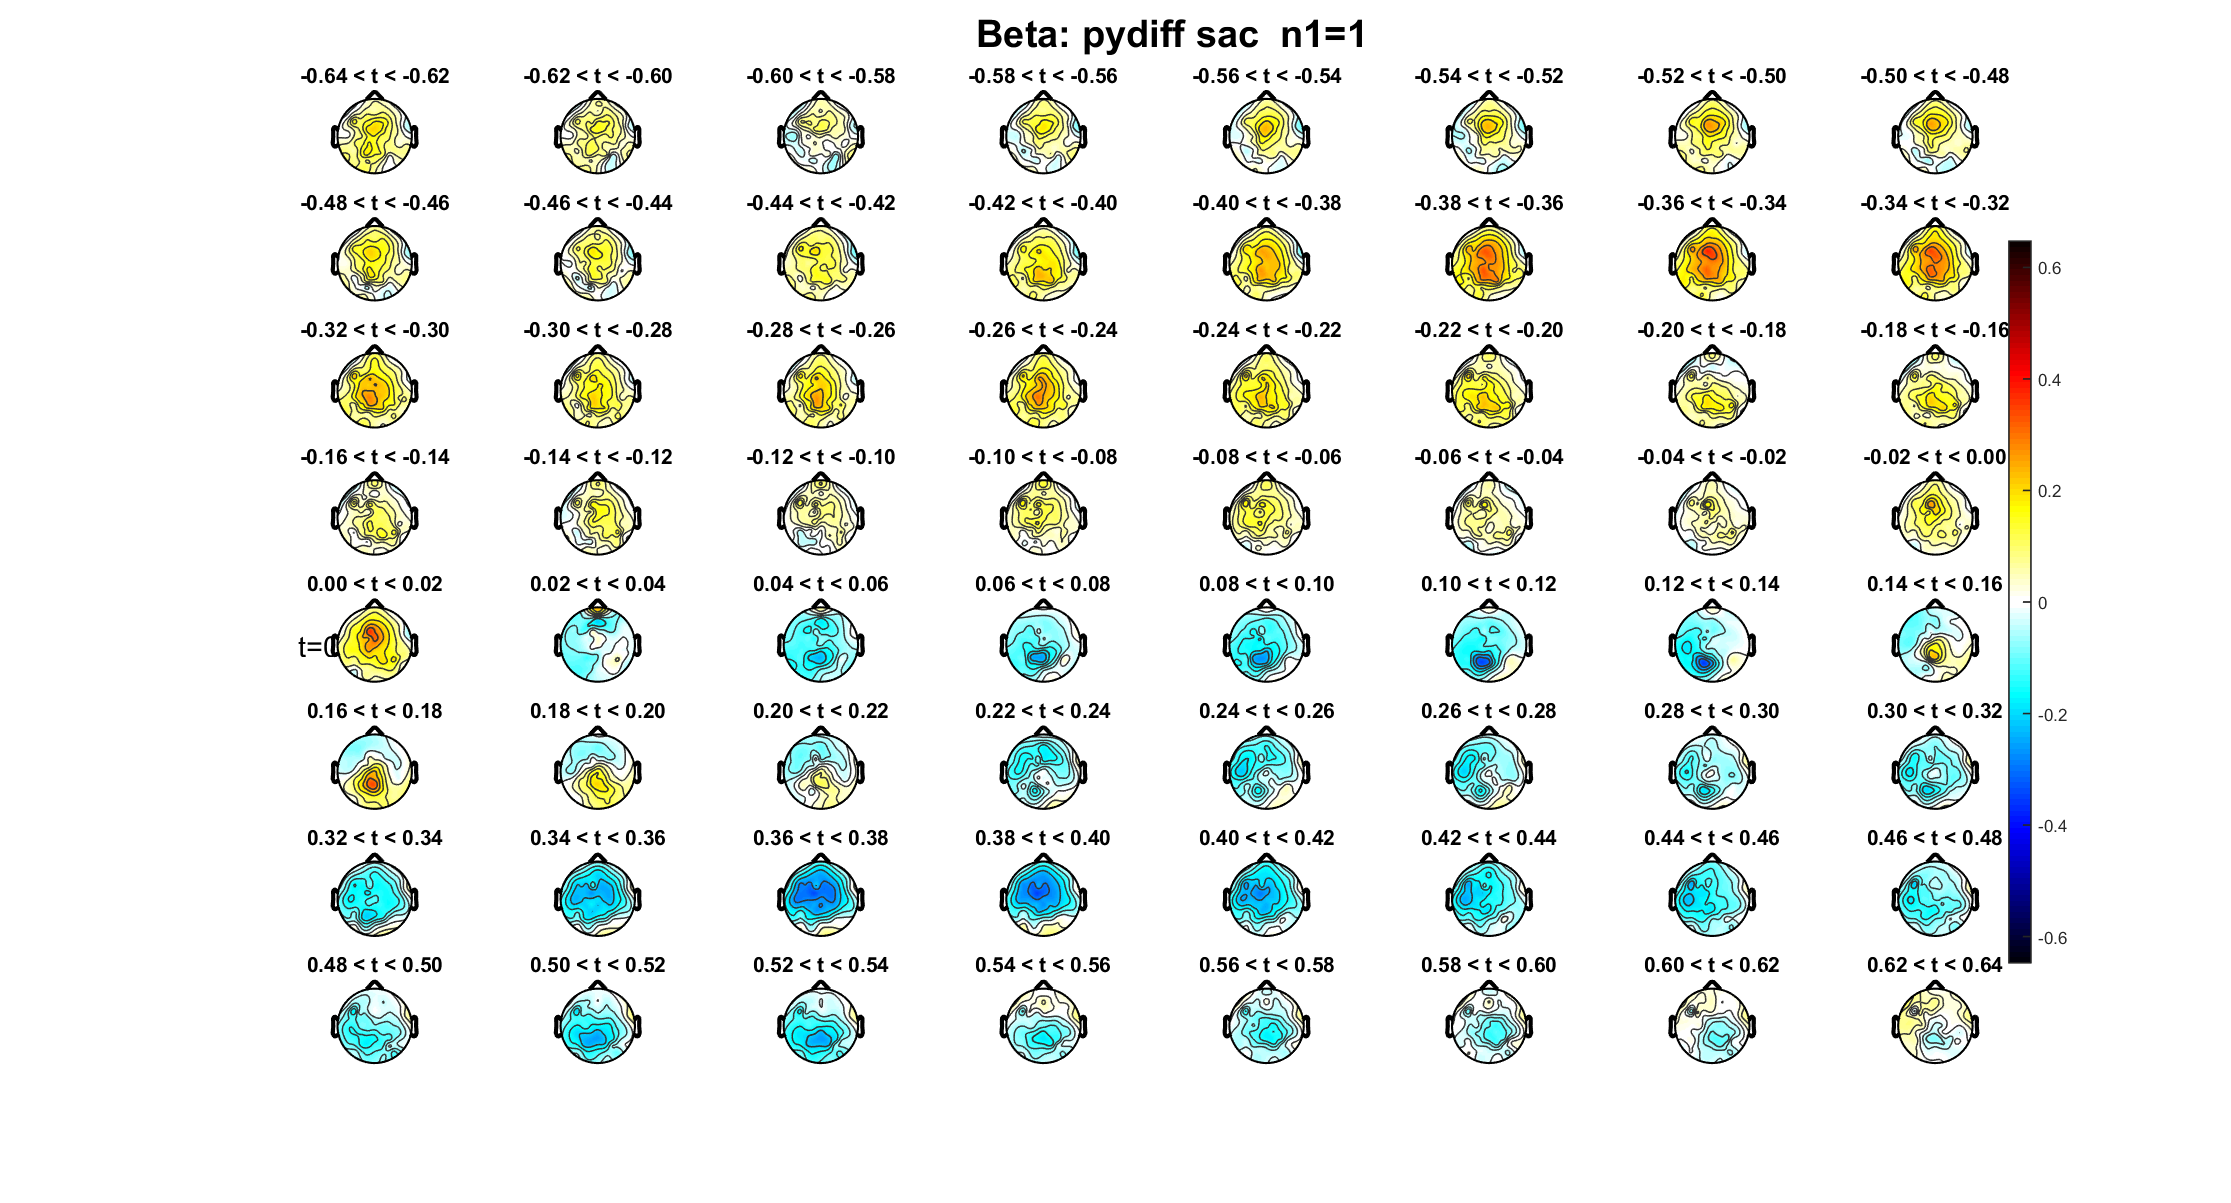 Beta: pydiff sac  n1=1
-0.64 < t < -0.62 -0.62 < t < -0.60 -0.60 < t < -0.58 -0.58 < t < -0.56 -0.56 < t < -0.54 -0.54 < t < -0.52 -0.52 < t < -0.50 -0.50 < t < -0.48
-0.48 < t < -0.46 -0.46 < t < -0.44 -0.44 < t < -0.42 -0.42 < t < -0.40 -0.40 < t < -0.38 -0.38 < t < -0.36 -0.36 < t < -0.34 -0.34 < t < -0.32
-0.32 < t < -0.30 -0.30 < t < -0.28 -0.28 < t < -0.26 -0.26 < t < -0.24 -0.24 < t < -0.22 -0.22 < t < -0.20 -0.20 < t < -0.18 -0.18 < t < -0.16
-0.16 < t < -0.14 -0.14 < t < -0.12 -0.12 < t < -0.10 -0.10 < t < -0.08 -0.08 < t < -0.06 -0.06 < t < -0.04 -0.04 < t < -0.02 -0.02 < t < 0.00
0.00 < t < 0.02 0.02 < t < 0.04 0.04 < t < 0.06 0.06 < t < 0.08 0.08 < t < 0.10 0.10 < t < 0.12 0.12 < t < 0.14 0.14 < t < 0.16
t=0
0.16 < t < 0.18 0.18 < t < 0.20 0.20 < t < 0.22 0.22 < t < 0.24 0.24 < t < 0.26 0.26 < t < 0.28 0.28 < t < 0.30 0.30 < t < 0.32
0.32 < t < 0.34 0.34 < t < 0.36 0.36 < t < 0.38 0.38 < t < 0.40 0.40 < t < 0.42 0.42 < t < 0.44 0.44 < t < 0.46 0.46 < t < 0.48
0.48 < t < 0.50 0.50 < t < 0.52 0.52 < t < 0.54 0.54 < t < 0.56 0.56 < t < 0.58 0.58 < t < 0.60 0.60 < t < 0.62 0.62 < t < 0.64
0.6
0.4
0.2
0
-0.2
-0.4
-0.6